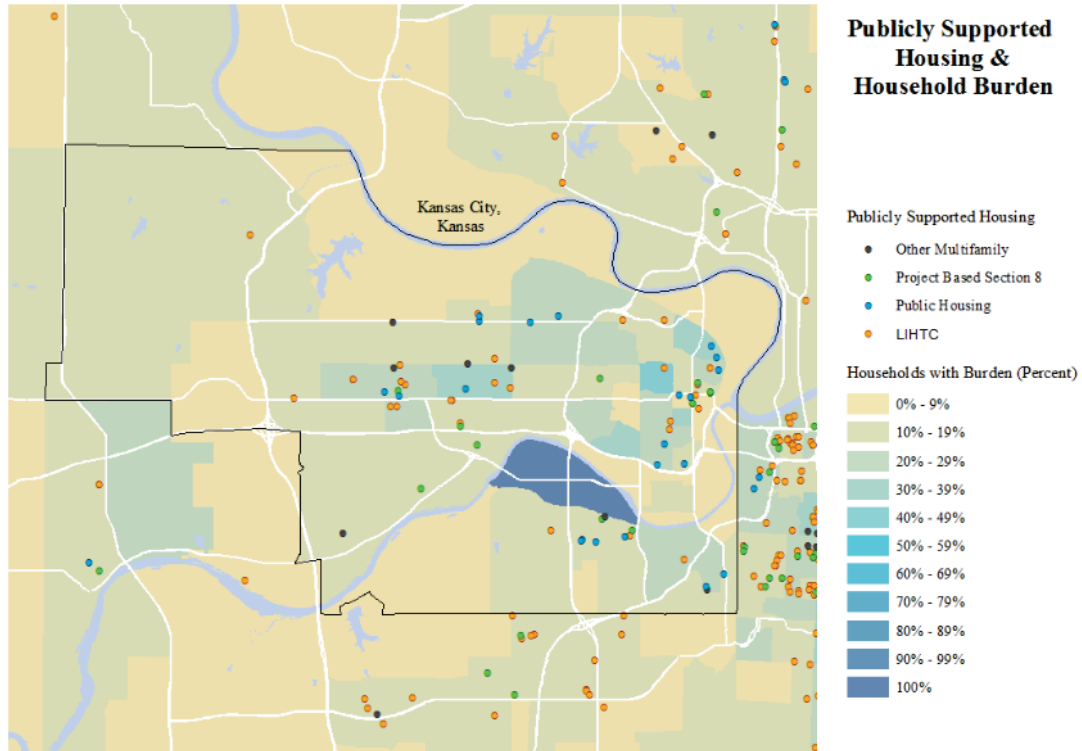 Publicly Supported
Housing &
Household Burden
Kansas City,
Kansas
Publicly Supported Housing
Other Multifamily
Project Based Section 8
Public Housing
LIHTC
Households with Burden (Percent)
0% - 9%
10% - 19%
20% - 29%
30% - 39%
40% - 49%
50% - 59%
60% - 69%
70% - 79%
80% - 89%
90% - 99%
100%